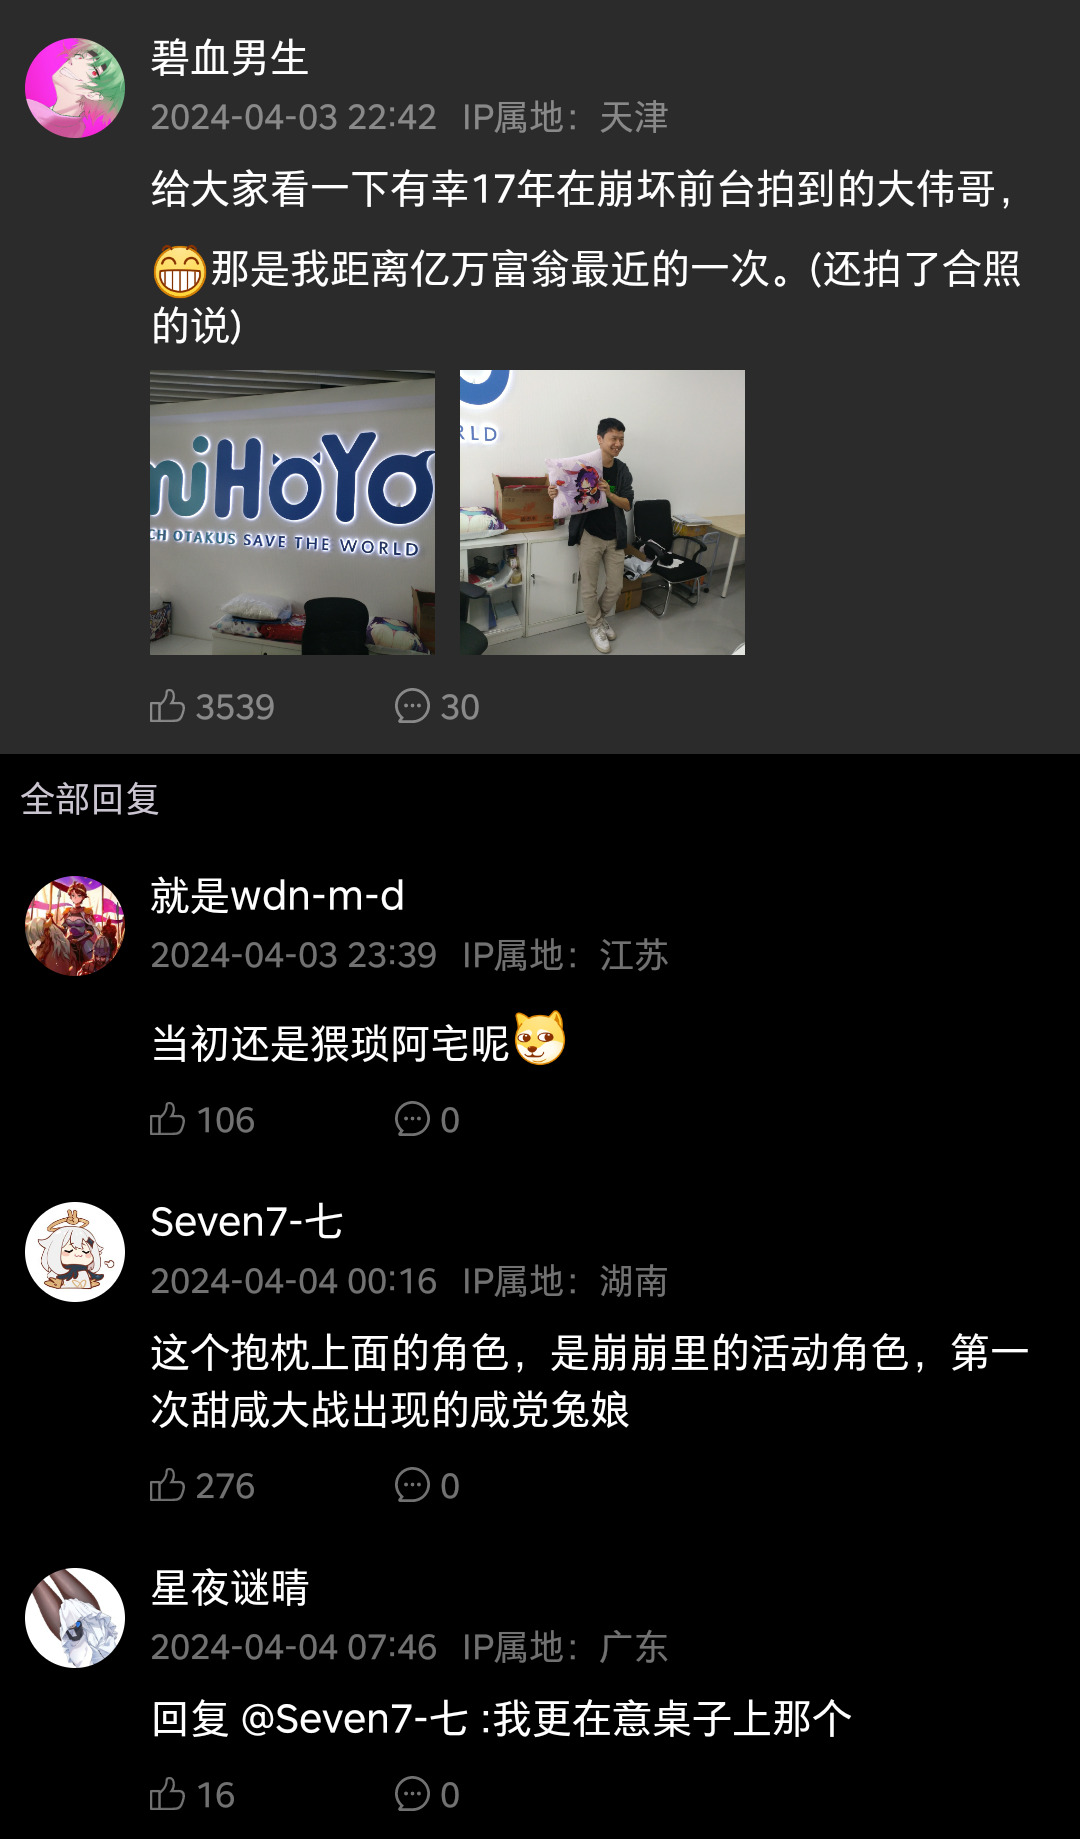 碧血男生
2024-04-03 22:42 IP属地：天津
给大家看一下有幸17年在崩坏前台拍到的大伟哥，
那是我距离亿万富翁最近的一次。(还拍了合照
的说)
miHoYo
CH OTAKUS SAVE THE WORLD
RLD
3539 30
全部回复
就是wdn-m-d
2024-04-03 23:39 IP属地：江苏
当初还是猥琐阿宅呢
106 0
Seven7-七
2024-04-04 00:16 IP属地：湖南
这个抱枕上面的角色，是崩崩里的活动角色，第一
次甜咸大战出现的咸党兔娘
276 0
星夜谜晴
2024-04-04 07:46 IP属地：广东
回复 @Seven7-七 :我更在意桌子上那个
16 0